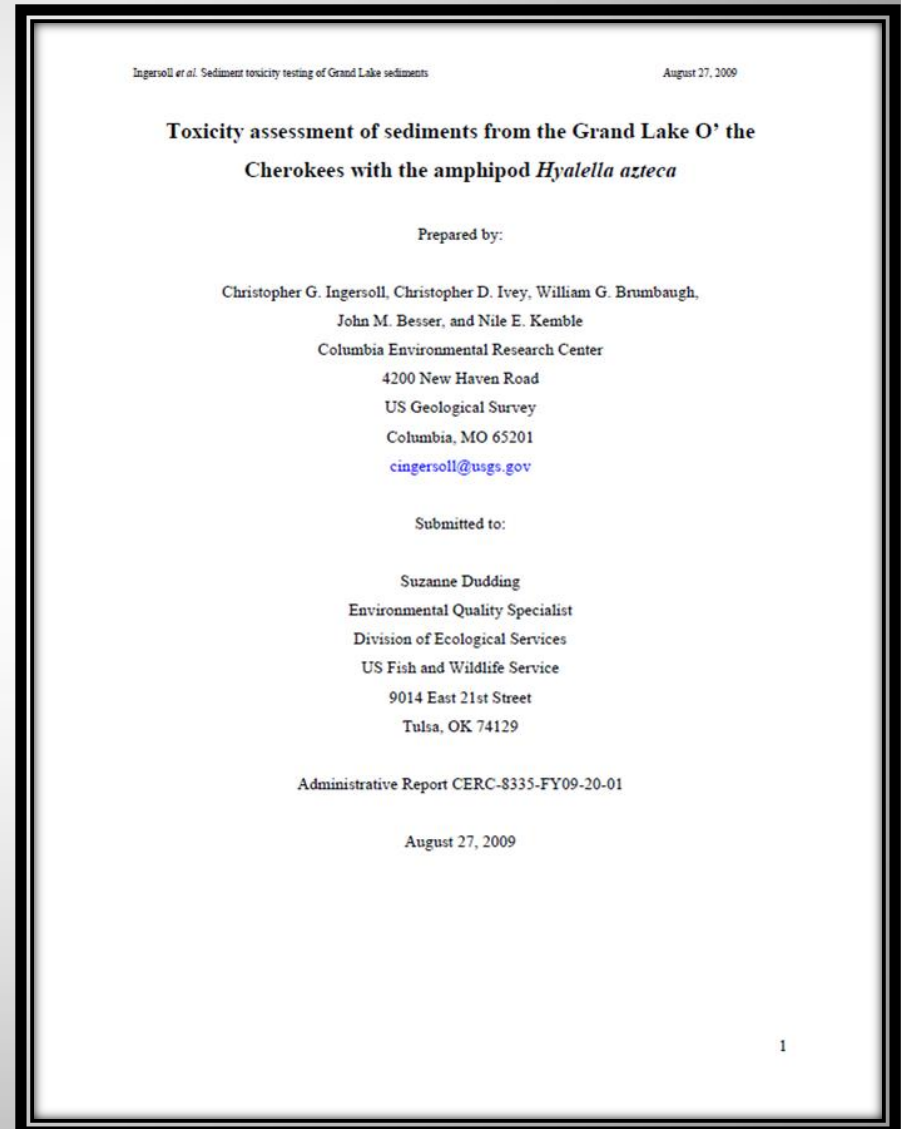 Ingersoll et al. Sediment toxicity testing of Grand Lake sediments August 27, 2009
Toxicity assessment of sediments from the Grand Lake O' the
Cherokees with the amphipod Hyalella azteca
Prepared by:
Christopher G. Ingersoll, Christopher D. Ivey, William G. Brumbaugh,
John M. Besser, and Nile E. Kemble
Columbia Environmental Research Center
4200 New Haven Road
US Geological Survey
Columbia, MO 65201
cingersoll@usgs.gov
Submitted to:
Suzanne Dudding
Environmental Quality Specialist
Division of Ecological Services
US Fish and Wildlife Service
9014 East 21st Street
Tulsa, OK 74129
Administrative Report CERC-8335-FY09-20-01
August 27, 2009
1